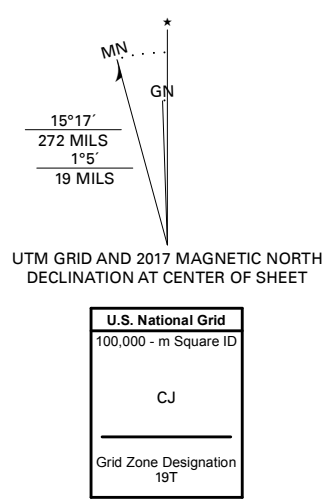 ★
MN
GN
15°17´
272 MILS
1°5´
19 MILS
UTM GRID AND 2017 MAGNETIC NORTH
DECLINATION AT CENTER OF SHEET
U.S. National Grid
100,000 - m Square ID
CJ
Grid Zone Designation
19T